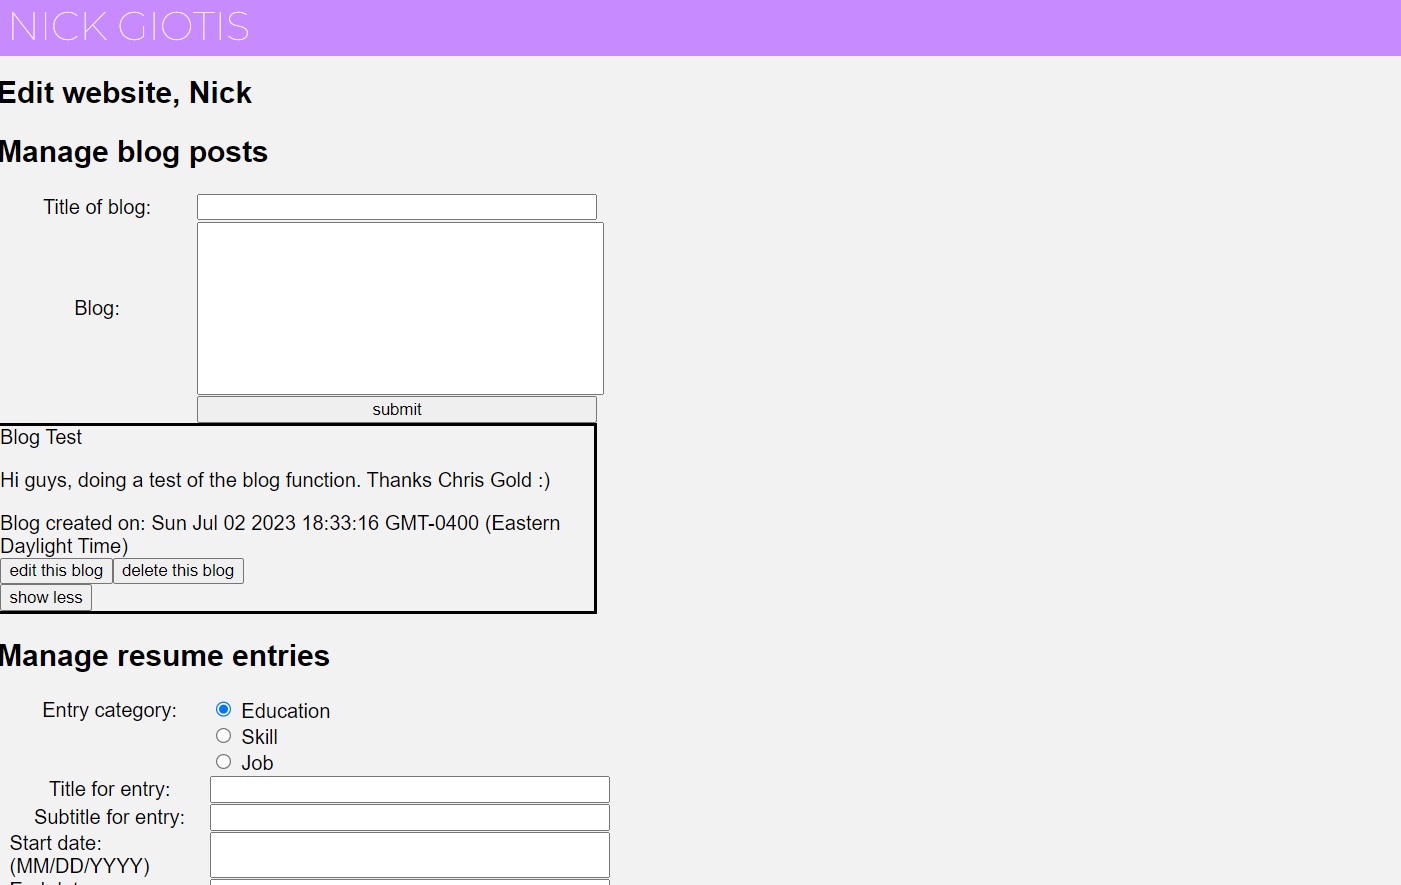 NICK GIOTIS
Edit website, Nick
Manage blog posts
Title of blog:
Blog:
submit
Blog Test
Hi guys, doing a test of the blog function. Thanks Chris Gold :)
Blog created on: Sun Jul 02 2023 18:33:16 GMT-0400 (Eastern
Daylight Time)
edit this blog delete this blog
show less
Manage resume entries
Entry category: Education
Skill
Job
Title for entry:
Subtitle for entry:
Start date:
(MM/DD/YYYY)